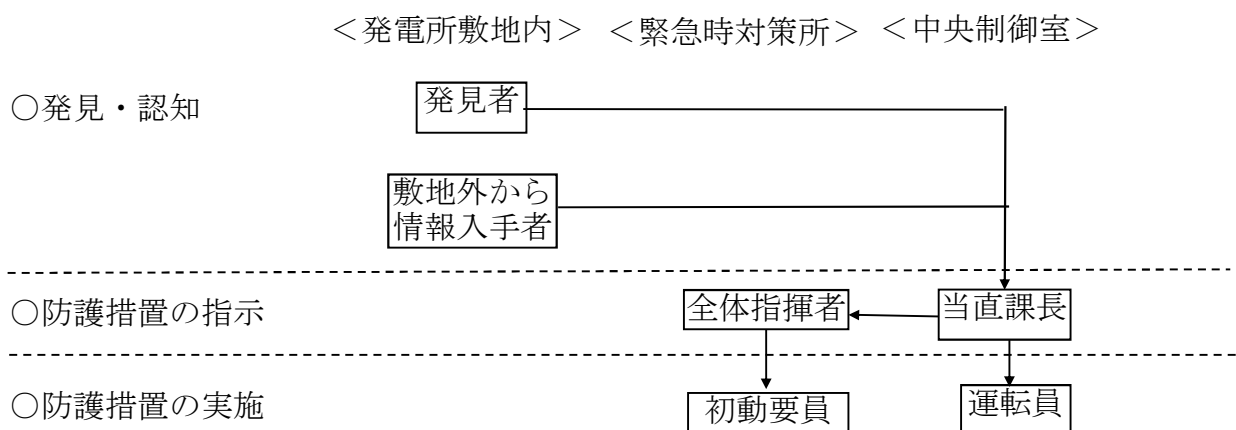 ＜発電所敷地内＞ ＜緊急時対策所＞ ＜中央制御室＞
○発見・認知 発見者
敷地外から
情報入手者
○防護措置の指示 全体指揮者 当直課長
○防護措置の実施 初動要員 運転員